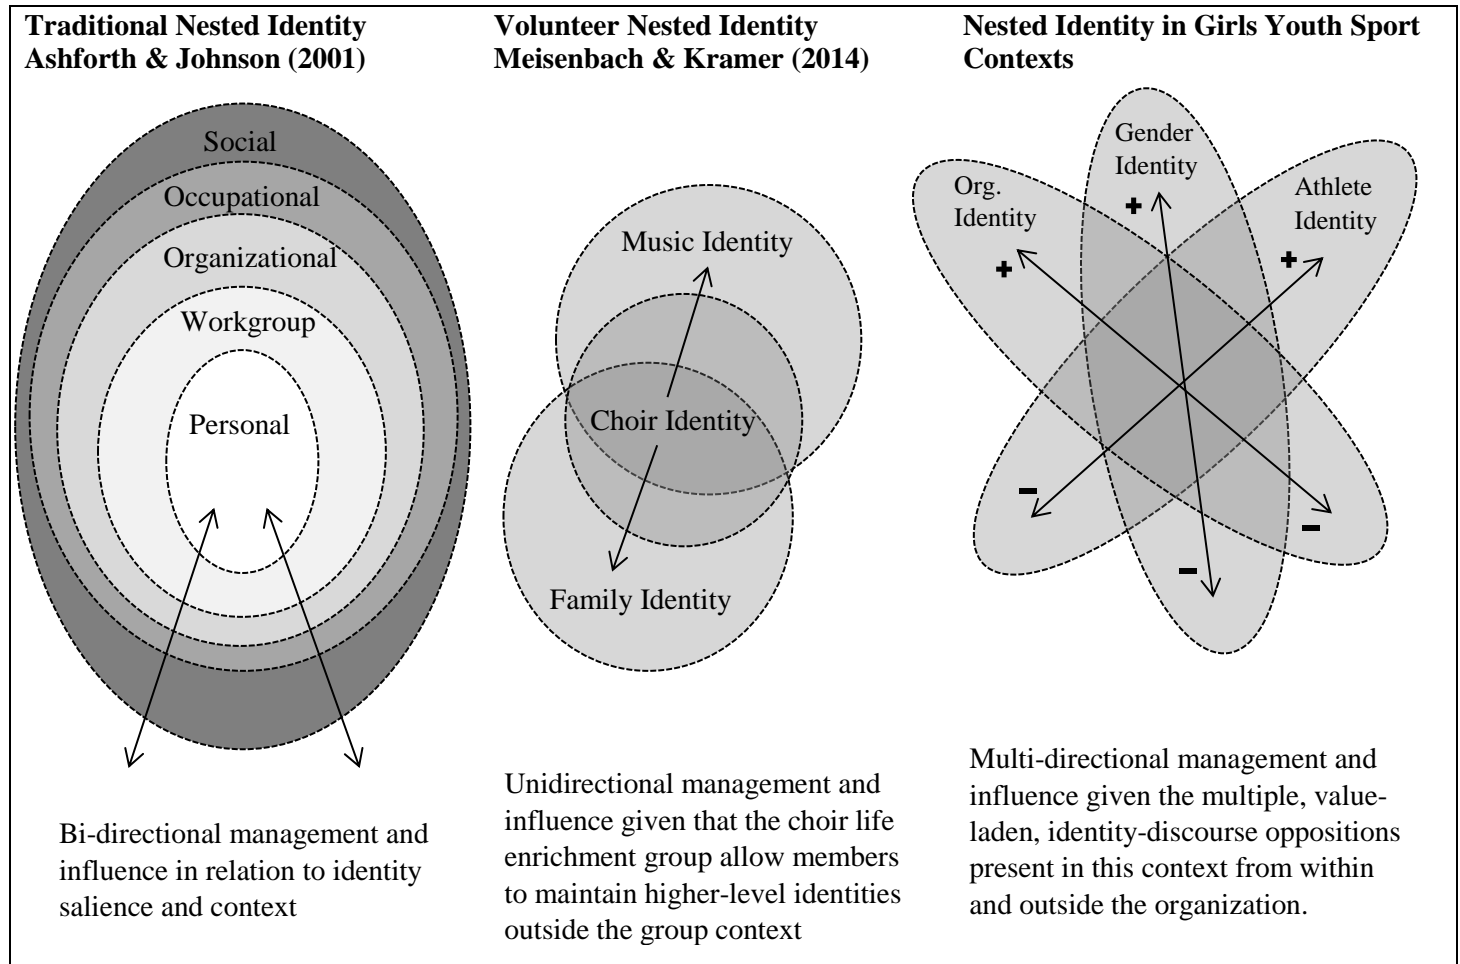 Traditional Nested Identity
Ashforth & Johnson (2001)
Social
Occupational
Organizational
Workgroup
Personal
Bi-directional management and
influence in relation to identity
salience and context
Volunteer Nested Identity
Meisenbach & Kramer (2014)
Music Identity
Choir Identity
Family Identity
Unidirectional management and
influence given that the choir life
enrichment group allow members
to maintain higher-level identities
outside the group context
Nested Identity in Girls Youth Sport
Contexts
Org.
Identity
+
Gender
Identity
+
Athlete
Identity
+
−
−
−
Multi-directional management and
influence given the multiple, value-
laden, identity-discourse oppositions
present in this context from within
and outside the organization.